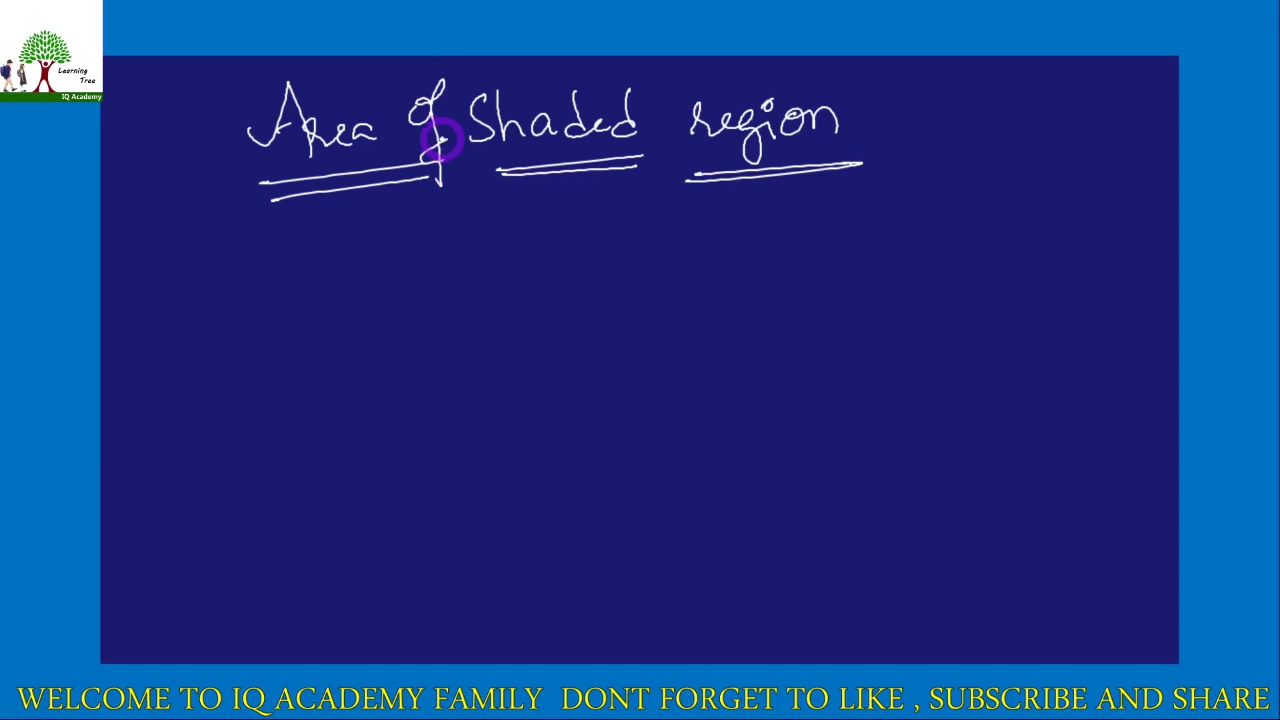 Learning
Tree
IQ Academy
Area of Shaded region
WELCOME TO IQ ACADEMY FAMILY DONT FORGET TO LIKE , SUBSCRIBE AND SHARE